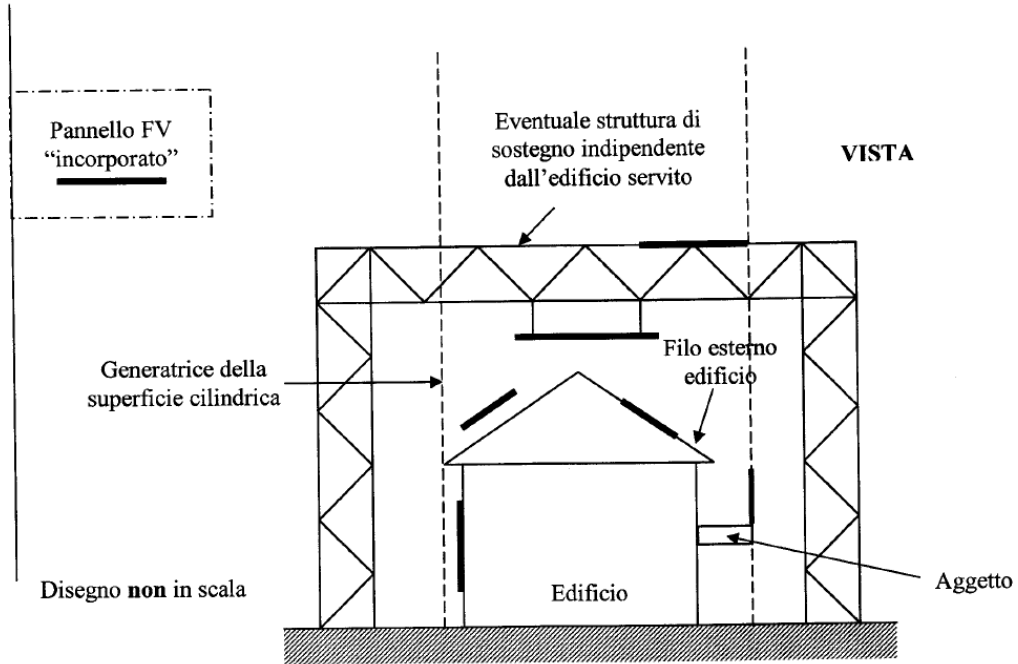 Pannello FV
“incorporato”
Eventuale struttura di
sostegno indipendente
dall’edificio servito
VISTA
Generatrice della
superficie cilindrica
Filo esterno
edificio
Disegno non in scala
Edificio
Aggetto